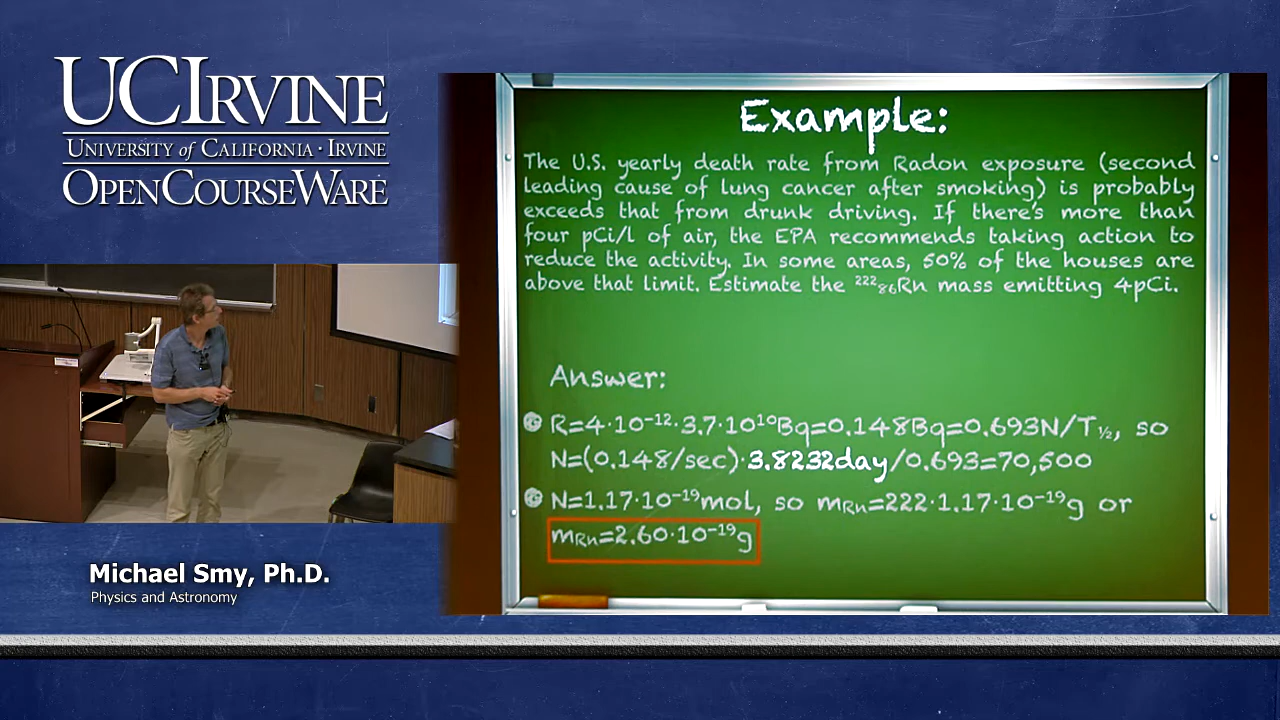 UCIRVINE
UNIVERSITY of CALIFORNIA · IRVINE
OPENCOURSEWARE
Example:
The U.S. yearly death rate from Radon exposure (second
leading cause of lung cancer after smoking) is probably
exceeds that from drunk driving. If there's more than
four pCi/l of air, the EPA recommends taking action to
reduce the activity. In some areas, 50% of the houses are
above that limit. Estimate the ²²²₈₆Rn mass emitting 4pCi.
Answer:
R=4·10⁻¹²·3.7·10¹⁰Bq=0.148Bq=0.693N/T½, so
N=(0.148/sec)·3.8232day/0.693=70,500
N=1.17·10⁻¹⁹mol, so mRn=222·1.17·10⁻¹⁹g or
mRn=2.60·10⁻¹⁹g
Michael Smy, Ph.D.
Physics and Astronomy